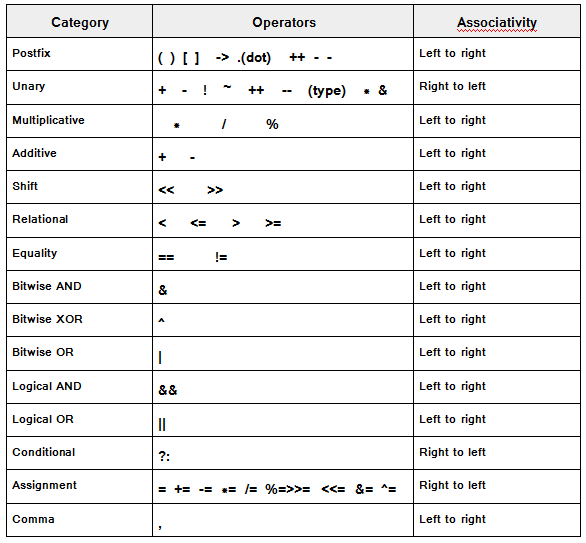 Category Operators Associativity
Postfix ( ) [ ] -> .(dot) ++ - - Left to right
Unary + - ! ~ ++ -- (type) * & Right to left
Multiplicative * / % Left to right
Additive + - Left to right
Shift << >> Left to right
Relational < <= > >= Left to right
Equality == != Left to right
Bitwise AND & Left to right
Bitwise XOR ^ Left to right
Bitwise OR | Left to right
Logical AND && Left to right
Logical OR || Left to right
Conditional ?: Right to left
Assignment = += -= *= /= %=>>= <<= &= ^= Right to left
Comma , Left to right